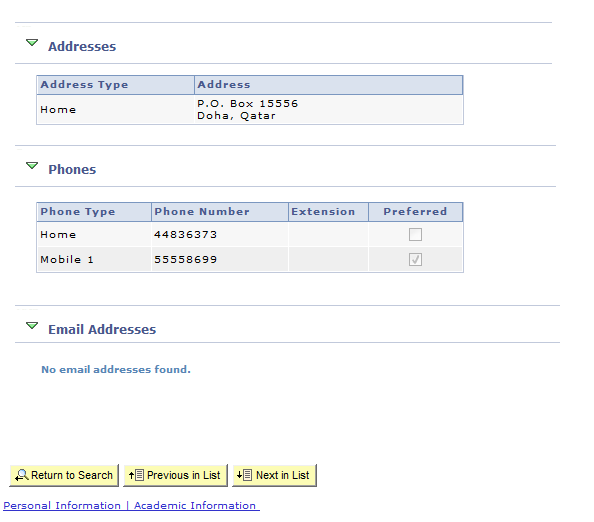 Addresses
Address Type Address
Home P.O. Box 15556
Doha, Qatar
Phones
Phone Type Phone Number Extension Preferred
Home 44836373
Mobile 1 55558699
Email Addresses
No email addresses found.
Return to Search Previous in List Next in List
Personal Information | Academic Information